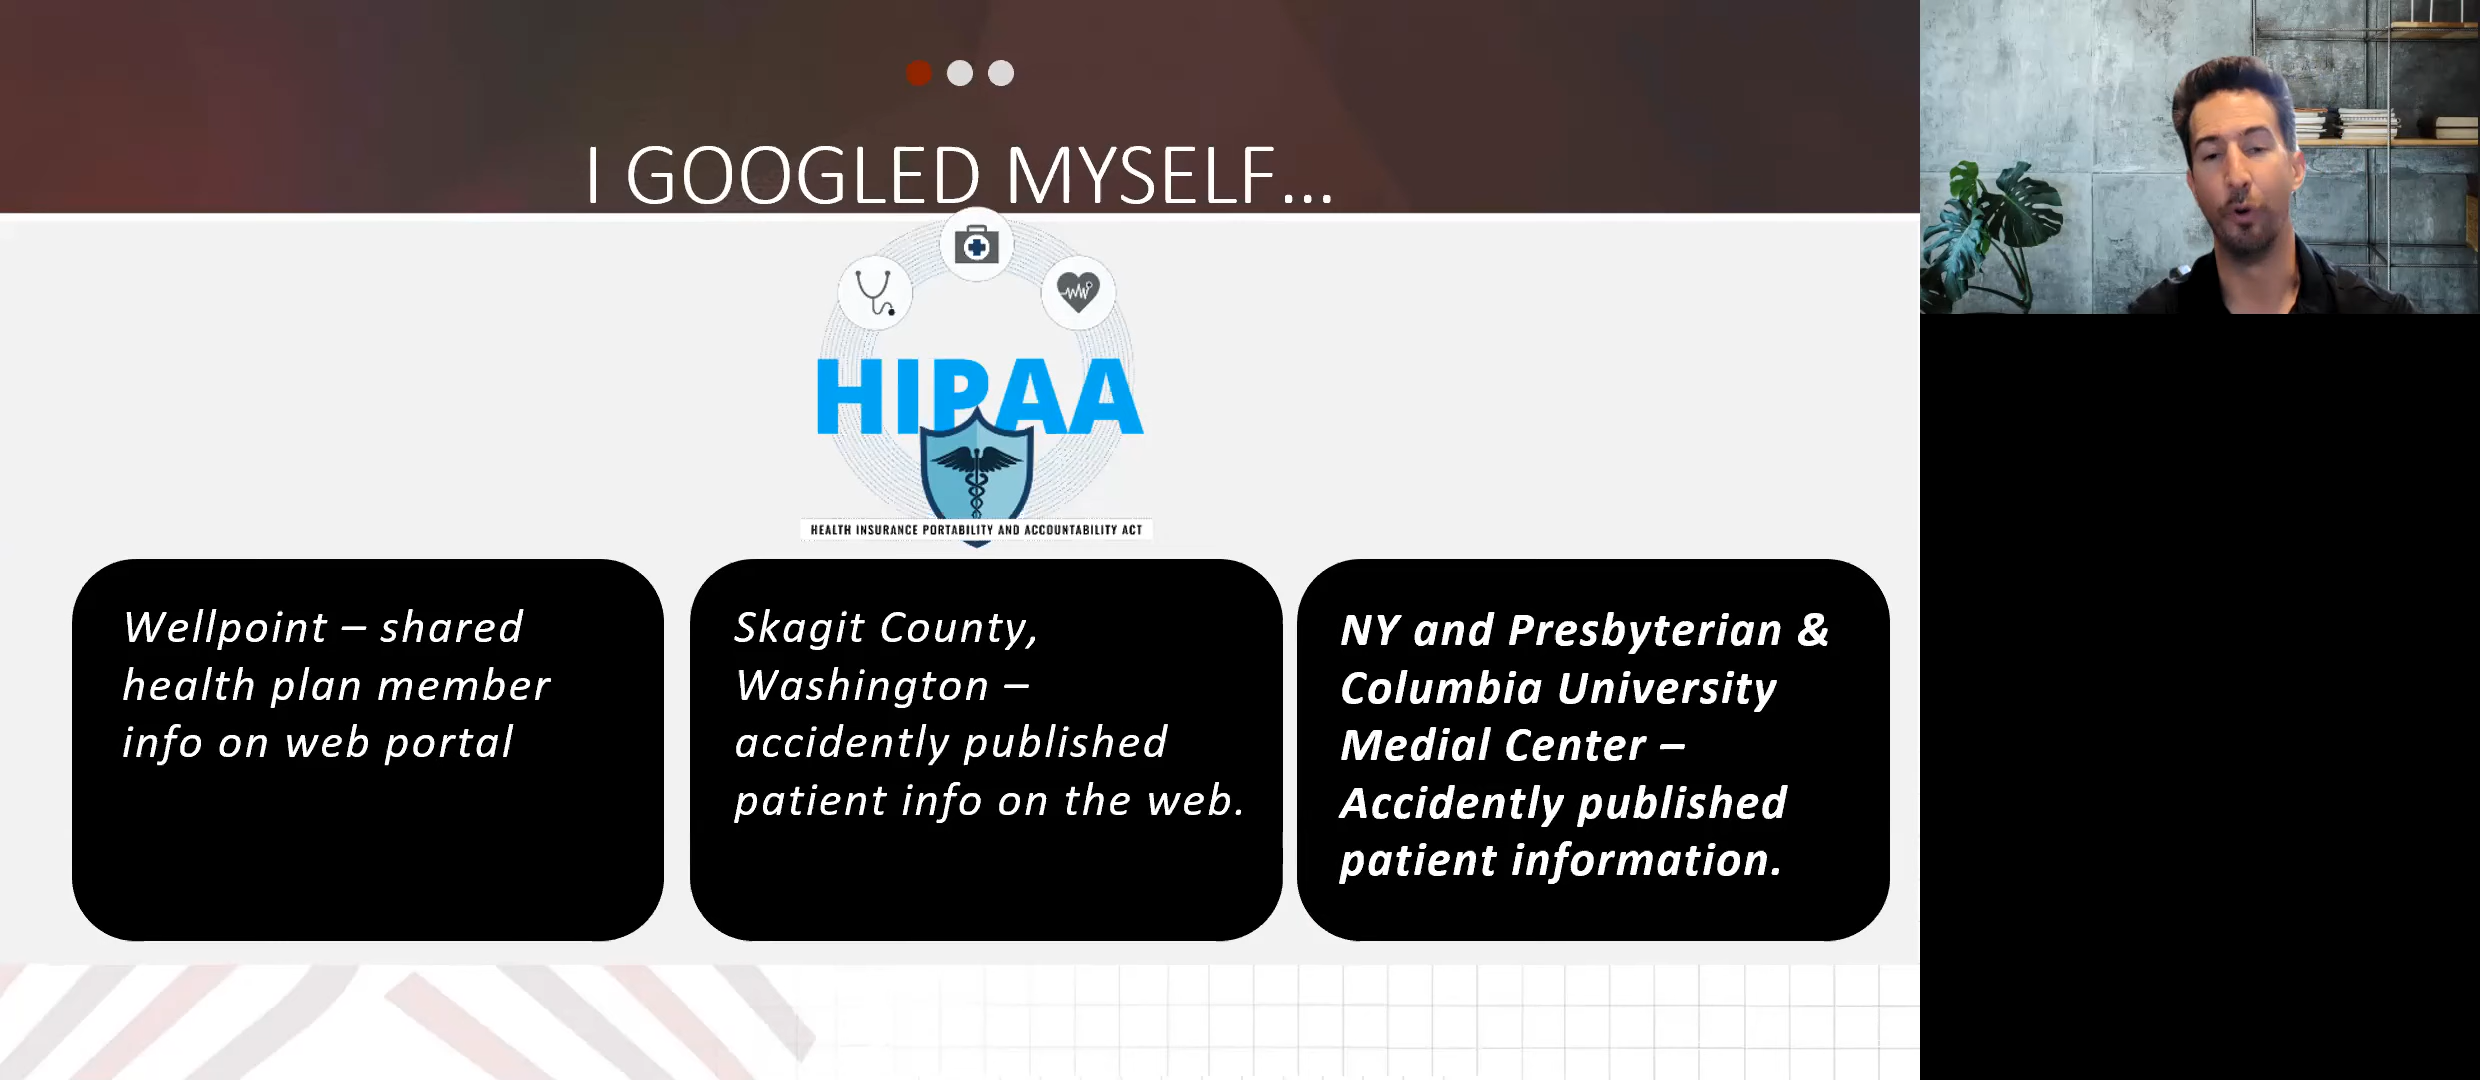 I GOOGLED MYSELF...
HIPAA
HEALTH INSURANCE PORTABILITY AND ACCOUNTABILITY ACT
Wellpoint – shared
health plan member
info on web portal
Skagit County,
Washington –
accidently published
patient info on the web.
NY and Presbyterian &
Columbia University
Medial Center –
Accidently published
patient information.